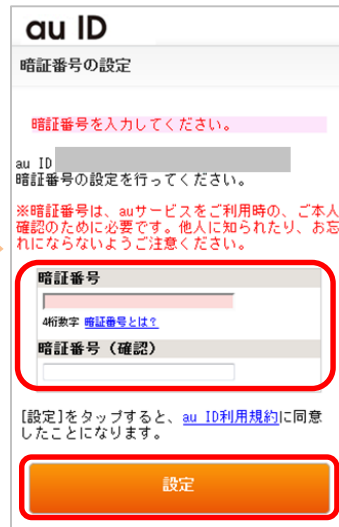 au ID
暗証番号の設定
暗証番号を入力してください。
au ID
暗証番号の設定を行ってください。
※暗証番号は、auサービスをご利用時の、ご本人
確認のために必要です。他人に知られたり、お忘
れにならないようご注意ください。
暗証番号
4桁数字 暗証番号とは?
暗証番号（確認）
[設定]をタップすると、au ID利用規約に同意
したことになります。
設定